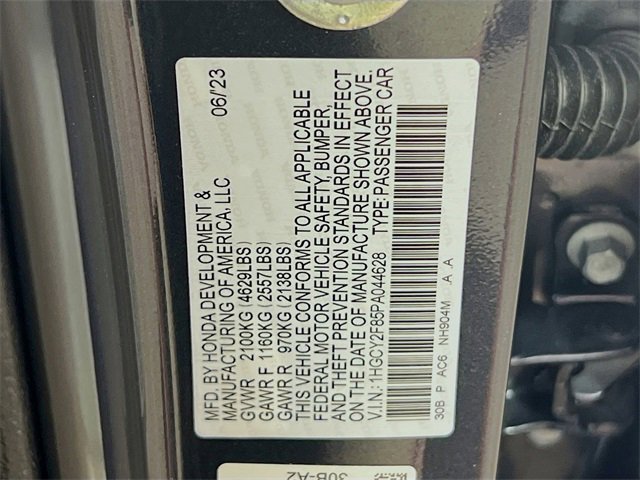 MFD. BY HONDA DEVELOPMENT & 06/'23
MANUFACTURING OF AMERICA, LLC
GVWR 2100KG (4629LBS)
GAWR F 1160KG (2557LBS)
GAWR R 970KG (2138LBS)
THIS VEHICLE CONFORMS TO ALL APPLICABLE
FEDERAL MOTOR VEHICLE SAFETY, BUMPER,
AND THEFT PREVENTION STANDARDS IN EFFECT
ON THE DATE OF MANUFACTURE SHOWN ABOVE.
V.I.N.: 1HGCY2F85PA044628 TYPE: PASSENGER CAR
30B P AC6 NH904M A A
30B-A2